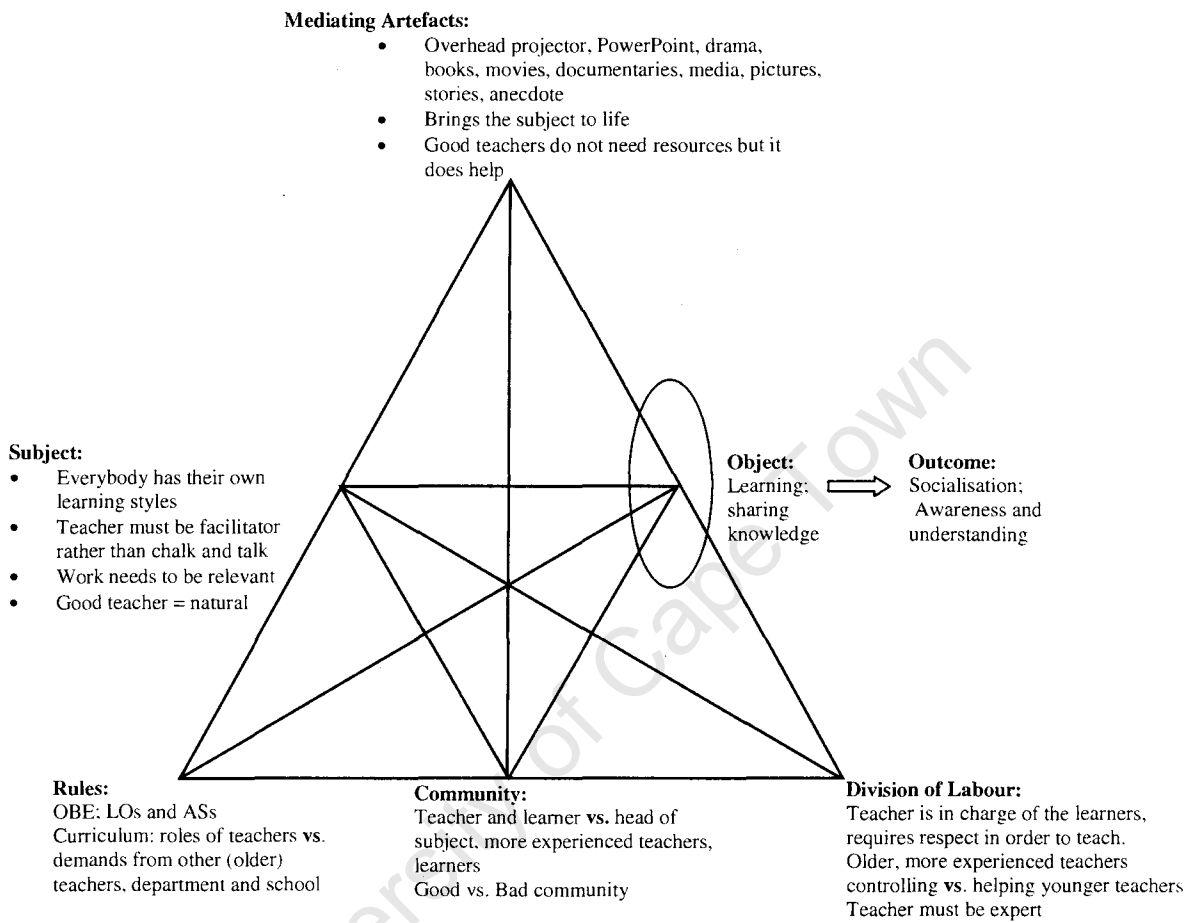 Mediating Artefacts:
• Overhead projector, PowerPoint, drama,
books, movies, documentaries, media, pictures,
stories, anecdote
• Brings the subject to life
• Good teachers do not need resources but it
does help
Subject:
• Everybody has their own
learning styles
• Teacher must be facilitator
rather than chalk and talk
• Work needs to be relevant
• Good teacher = natural
Object:
Learning;
sharing
knowledge
Outcome:
Socialisation;
Awareness and
understanding
Rules:
OBE: LOs and ASs
Curriculum: roles of teachers vs.
demands from other (older)
teachers, department and school
Community:
Teacher and learner vs. head of
subject, more experienced teachers,
learners
Good vs. Bad community
Division of Labour:
Teacher is in charge of the learners,
requires respect in order to teach.
Older, more experienced teachers
controlling vs. helping younger teachers
Teacher must be expert
ersity of Cape Town